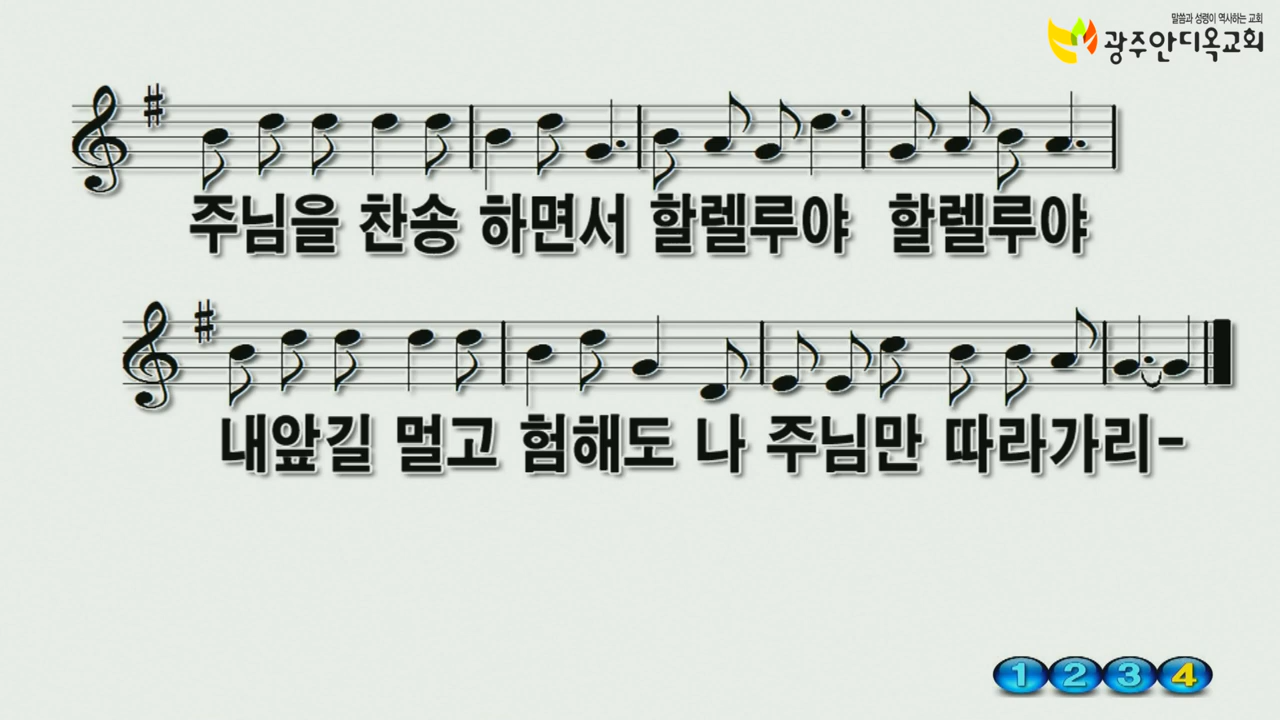 말씀과 성령이 역사하는 교회
광주안디옥교회
주님을 찬송 하면서 할렐루야 할렐루야
내앞길 멀고 험해도 나 주님만 따라가리-
1 2 3 4